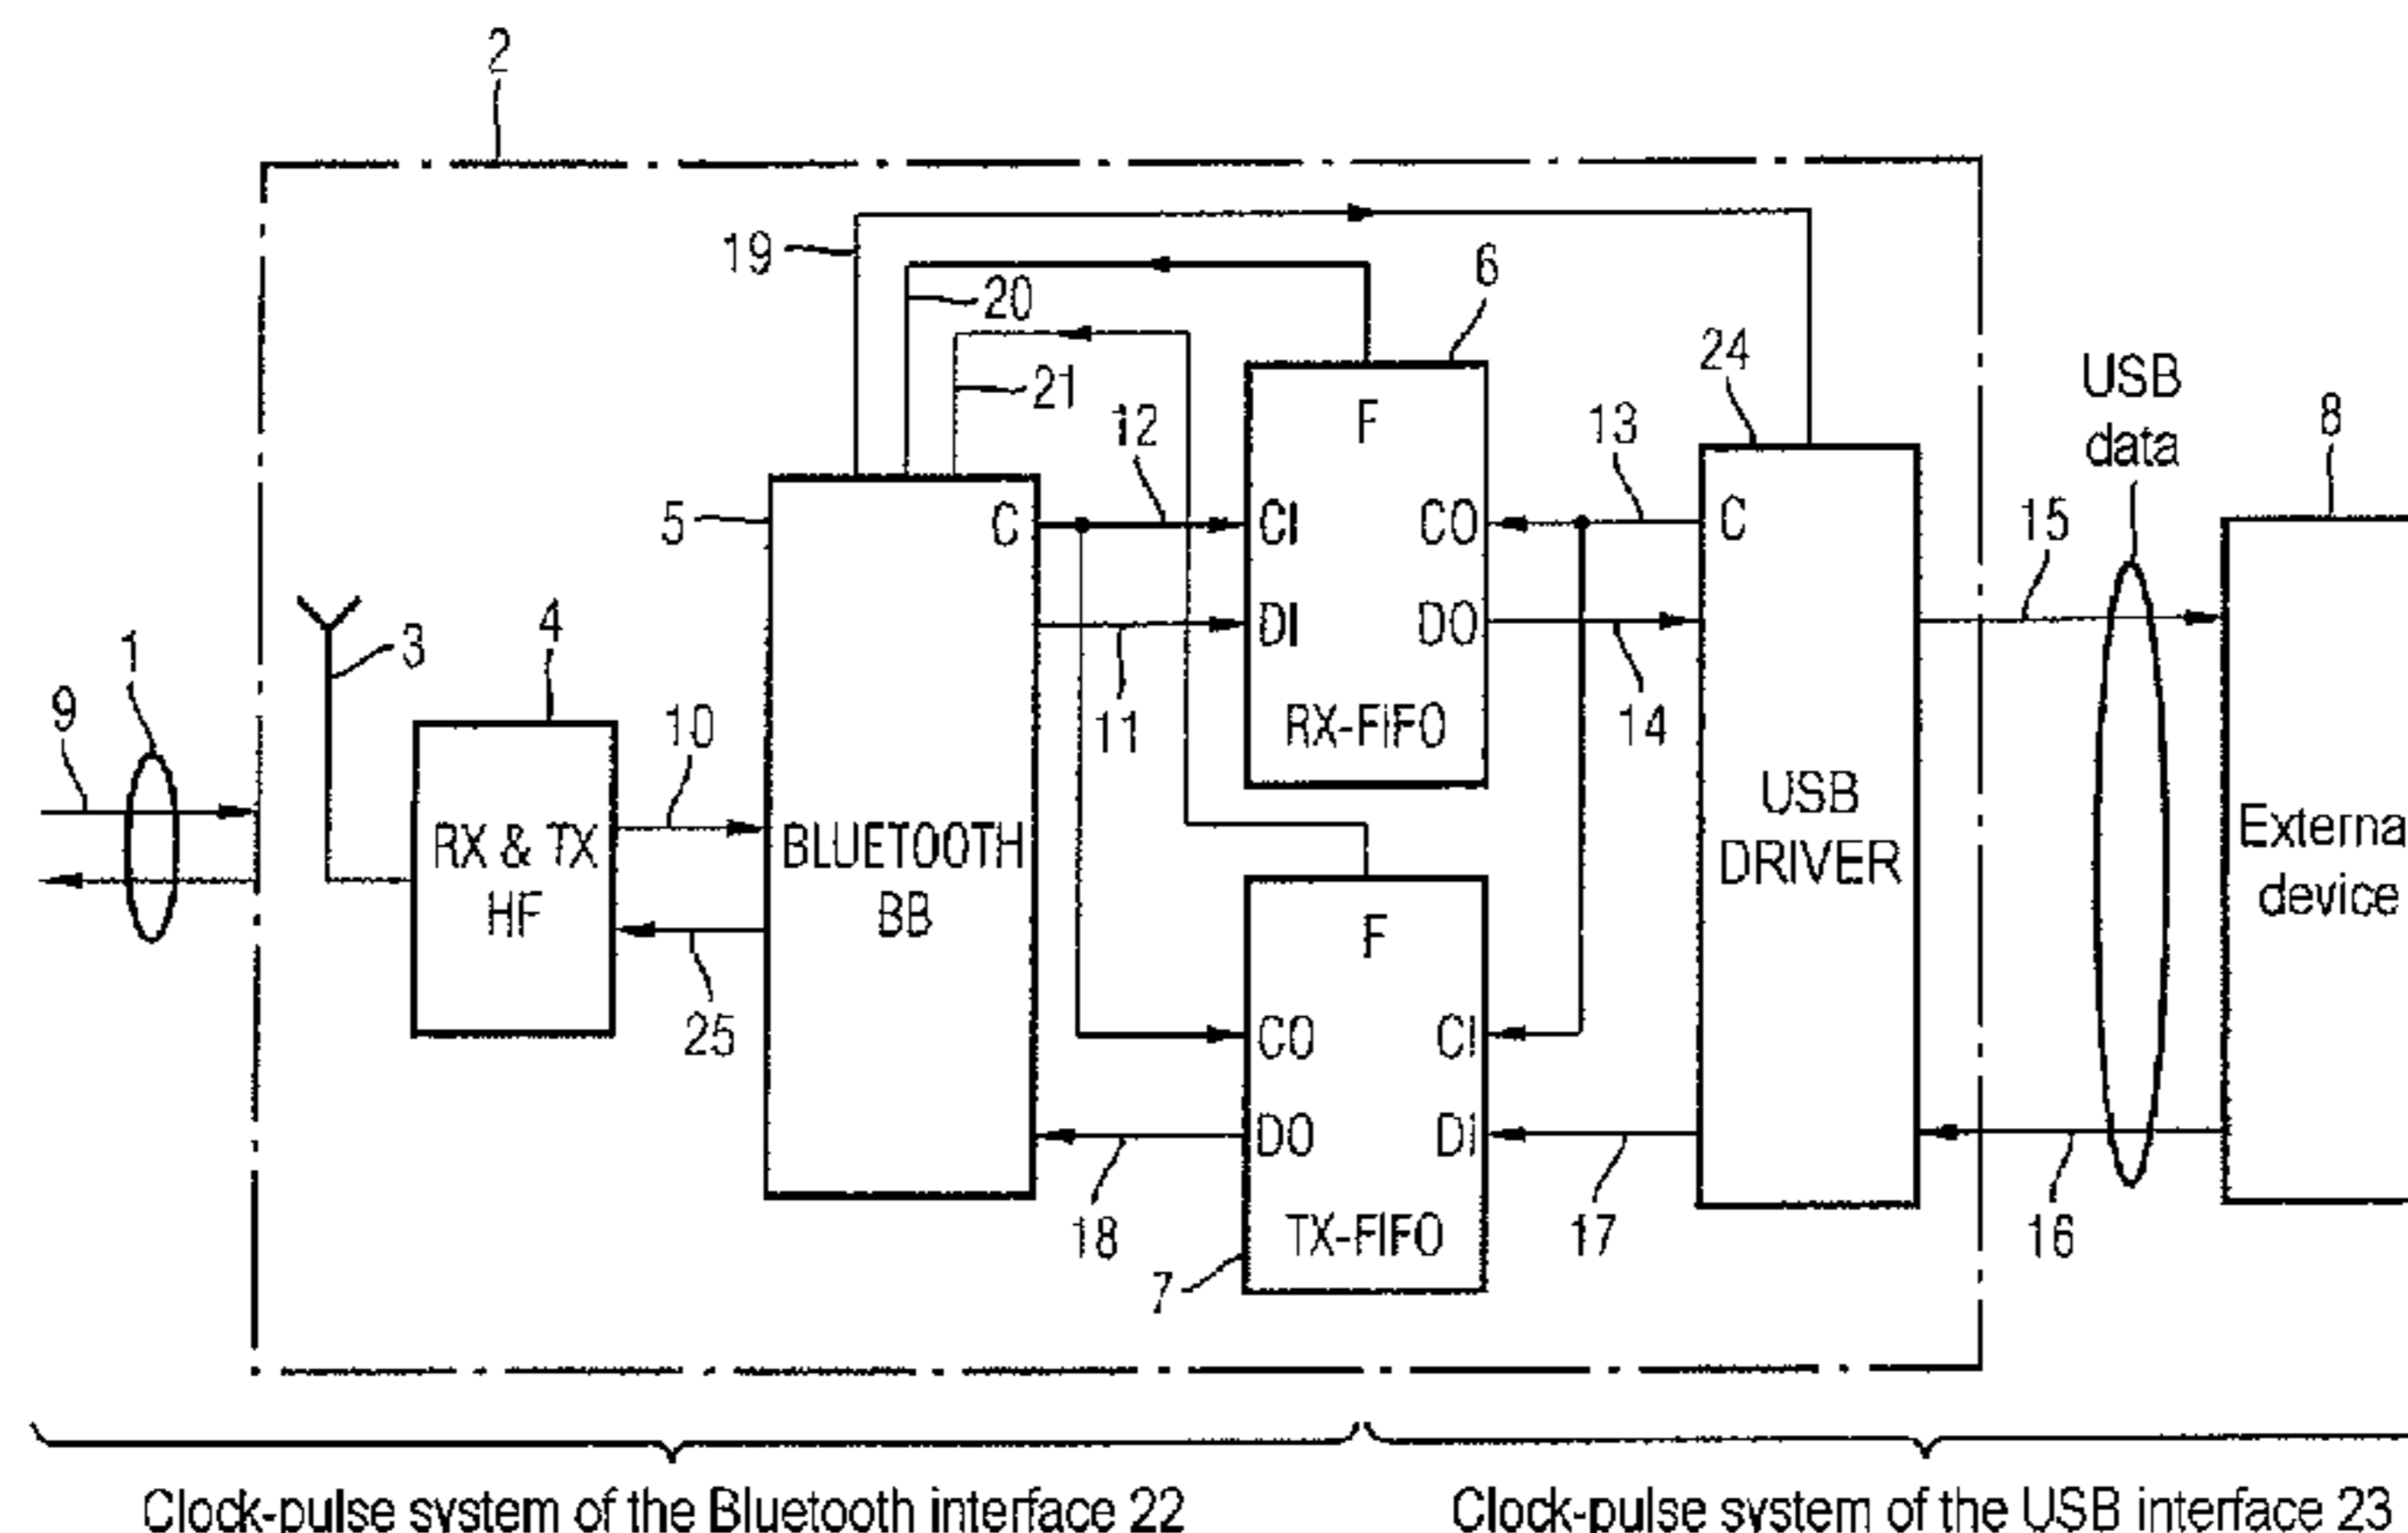 2
19
20
6
21
24
USB
data
8
12
13
5
C
F
CI
CO
C
15
DI
DO
1
3
4
9
10
11
RX-FIFO
14
RX & TX
HF
BLUETOOTH
BB
USB
DRIVER
Externa
device
25
F
CO
CI
DO
DI
18
TX-FIFO
17
16
7
Clock-pulse system of the Bluetooth interface 22
Clock-pulse system of the USB interface 23